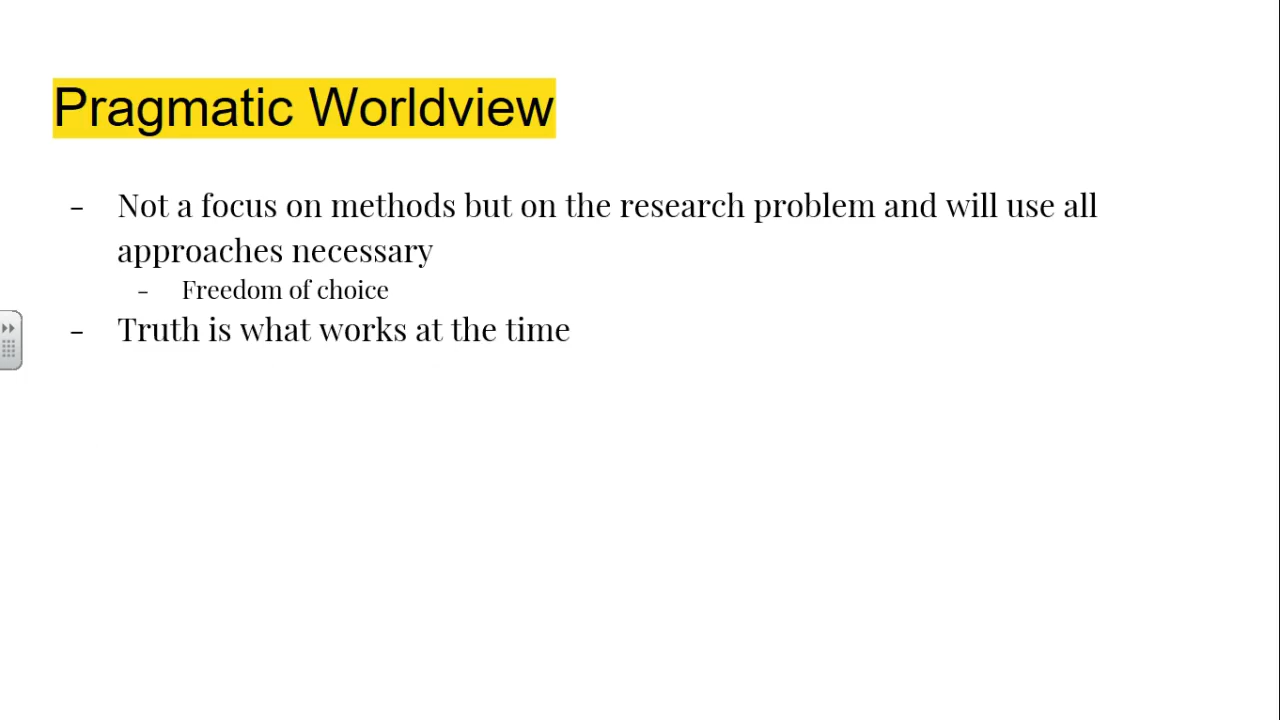 Pragmatic Worldview
- Not a focus on methods but on the research problem and will use all
approaches necessary
- Freedom of choice
- Truth is what works at the time